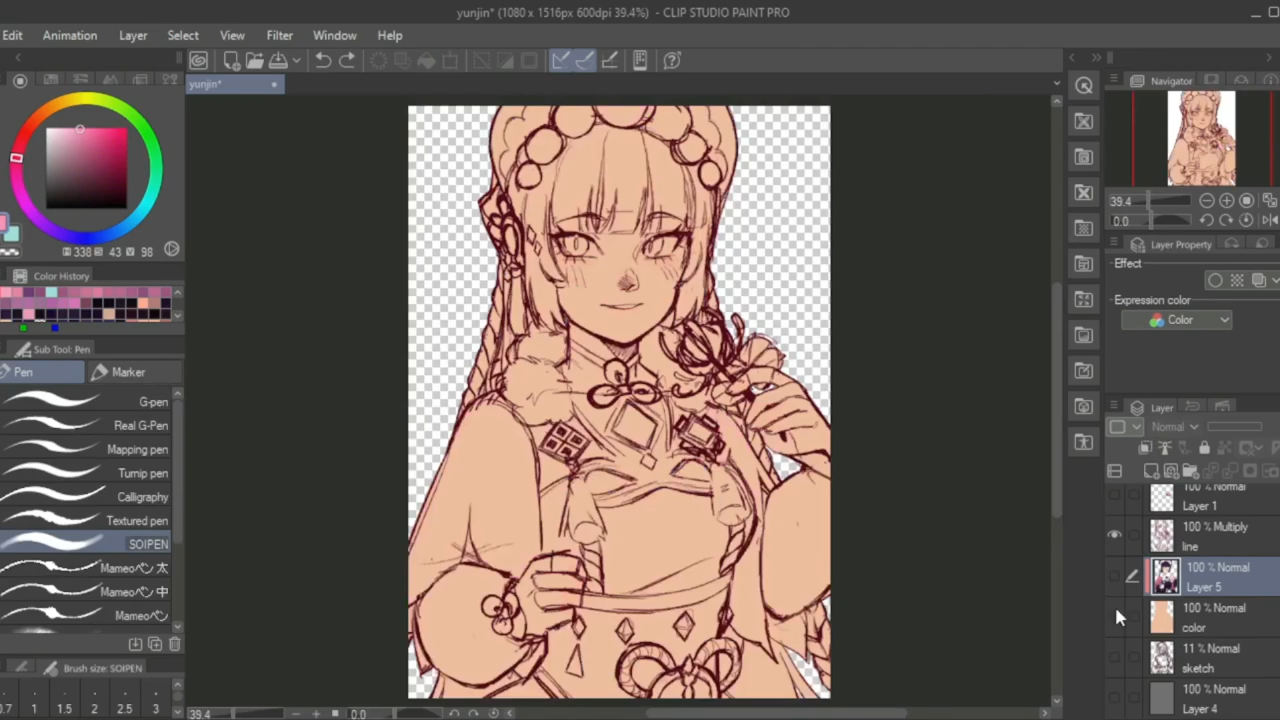 yunjin* (1080 x 1516px 600dpi 39.4%) - CLIP STUDIO PAINT PRO
Edit Animation Layer Select View Filter Window Help
yunjin*
Navigator
39.4
0.0
338 43 98
Color History
Sub Tool: Pen
Pen Marker
G-pen
Real G-Pen
Mapping pen
Turnip pen
Calligraphy
Textured pen
SOIPEN
Mameoペン 太
Mameoペン 中
Mameoペン
Brush size: SOIPEN
0.7 1 1.5 2 2.5 3
39.4 0.0
Layer Property
Effect
Expression color
Color
Layer
Normal
100 % Normal
Layer 1
100 % Multiply
line
100 % Normal
Layer 5
100 % Normal
color
11 % Normal
sketch
100 % Normal
Layer 4